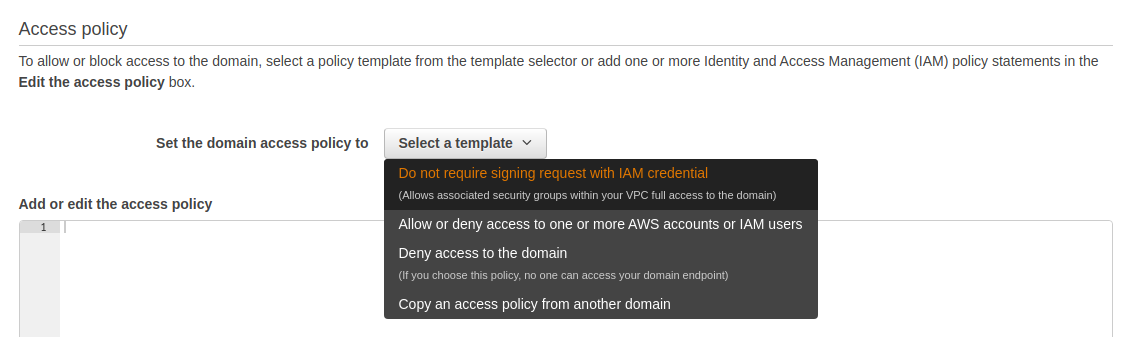 Access policy
To allow or block access to the domain, select a policy template from the template selector or add one or more Identity and Access Management (IAM) policy statements in the
Edit the access policy box.
Set the domain access policy to
Select a template
Do not require signing request with IAM credential
(Allows associated security groups within your VPC full access to the domain)
Allow or deny access to one or more AWS accounts or IAM users
Deny access to the domain
(If you choose this policy, no one can access your domain endpoint)
Copy an access policy from another domain
Add or edit the access policy
1